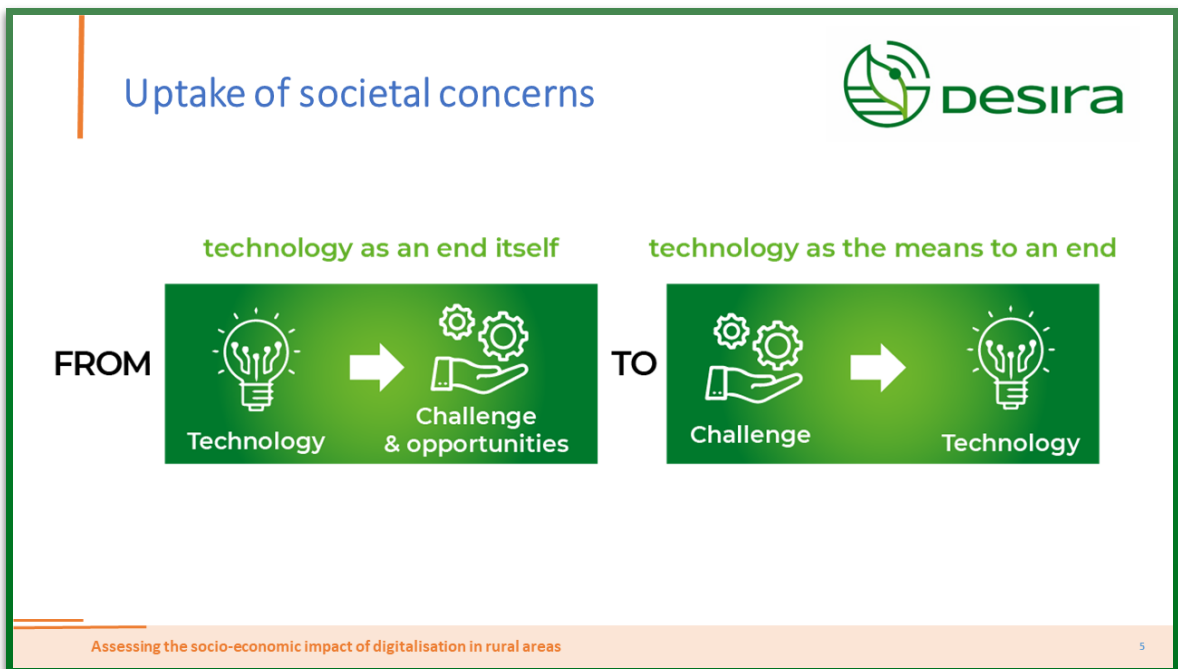 Uptake of societal concerns
DESIRA
technology as an end itself
technology as the means to an end
FROM
Technology
Challenge
& opportunities
TO
Challenge
Technology
Assessing the socio-economic impact of digitalisation in rural areas
5